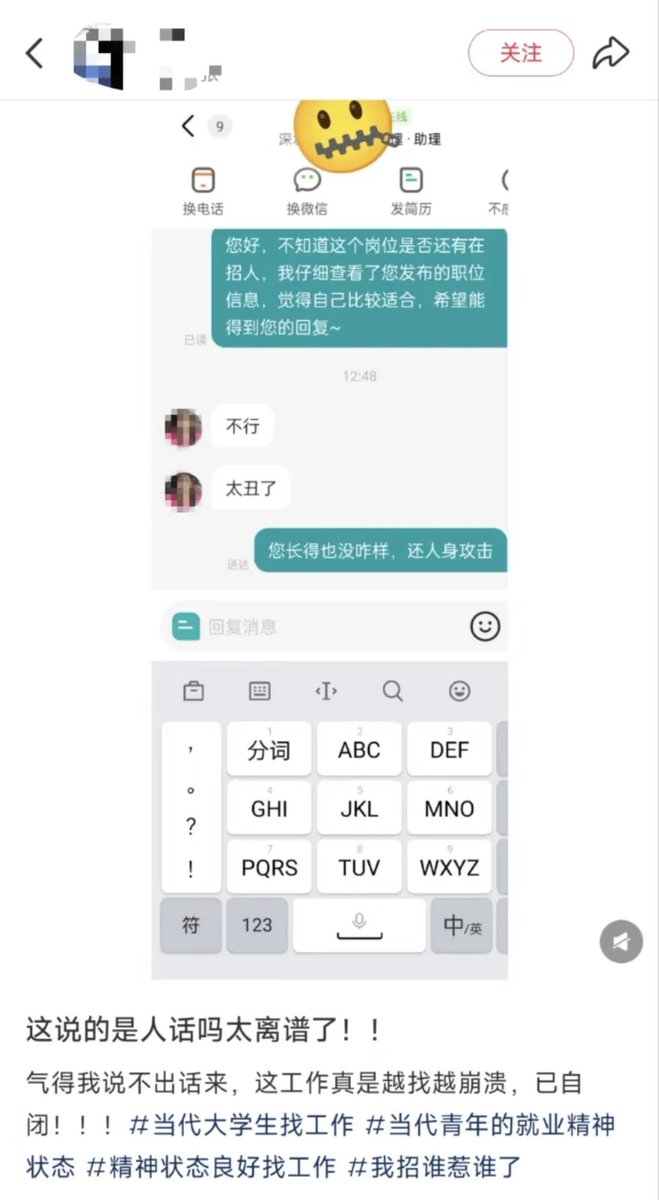 关注
9
助理
换电话 换微信 发简历
您好，不知道这个岗位是否还有在
招人，我仔细查看了您发布的职位
信息，觉得自己比较适合，希望能
得到您的回复~
已读
12:48
不行
太丑了
您长得也没咋样，还人身攻击
送达
回复消息
， 1 分词 2 ABC 3 DEF
。 4 GHI 5 JKL 6 MNO
？
！ 7 PQRS 8 TUV 9 WXYZ
符 123 中/英
这说的是人话吗太离谱了！！
气得我说不出话来，这工作真是越找越崩溃，已自
闭！！！#当代大学生找工作 #当代青年的就业精神
状态 #精神状态良好找工作 #我招谁惹谁了